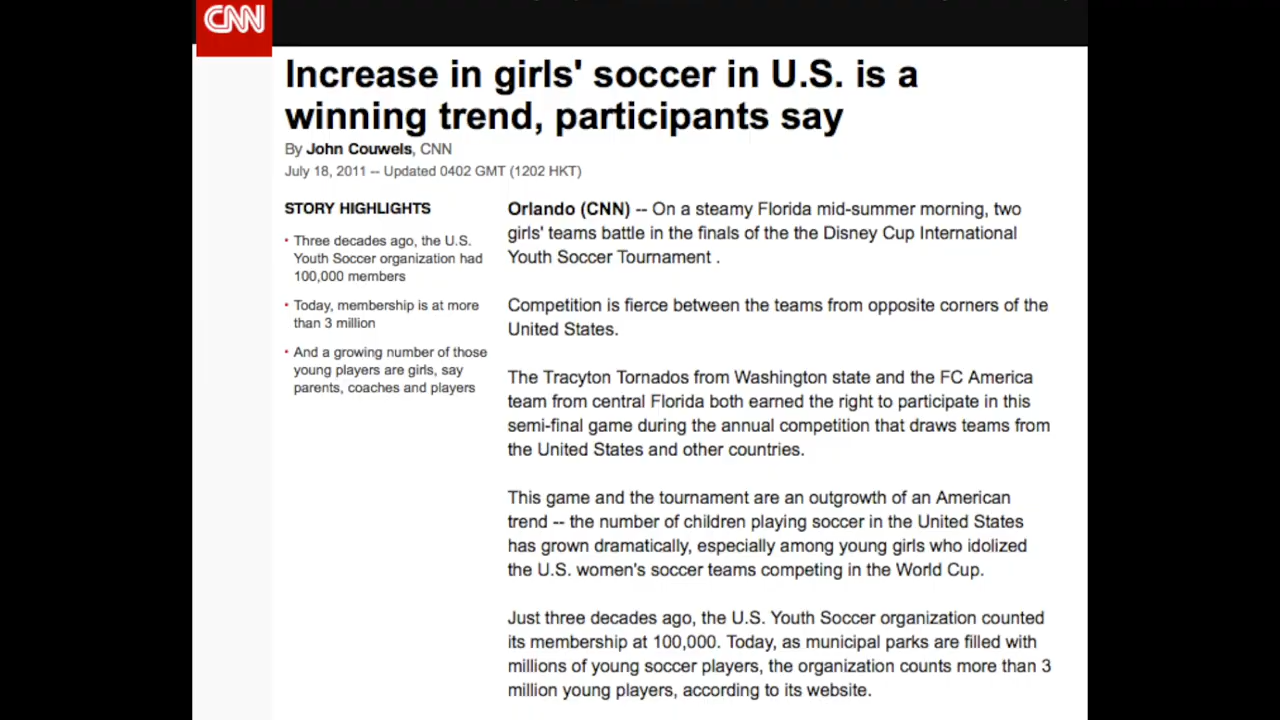 CNN
Increase in girls' soccer in U.S. is a
winning trend, participants say
By John Couwels, CNN
July 18, 2011 -- Updated 0402 GMT (1202 HKT)
STORY HIGHLIGHTS
• Three decades ago, the U.S.
Youth Soccer organization had
100,000 members
• Today, membership is at more
than 3 million
• And a growing number of those
young players are girls, say
parents, coaches and players
Orlando (CNN) -- On a steamy Florida mid-summer morning, two
girls' teams battle in the finals of the the Disney Cup International
Youth Soccer Tournament .
Competition is fierce between the teams from opposite corners of the
United States.
The Tracyton Tornados from Washington state and the FC America
team from central Florida both earned the right to participate in this
semi-final game during the annual competition that draws teams from
the United States and other countries.
This game and the tournament are an outgrowth of an American
trend -- the number of children playing soccer in the United States
has grown dramatically, especially among young girls who idolized
the U.S. women's soccer teams competing in the World Cup.
Just three decades ago, the U.S. Youth Soccer organization counted
its membership at 100,000. Today, as municipal parks are filled with
millions of young soccer players, the organization counts more than 3
million young players, according to its website.